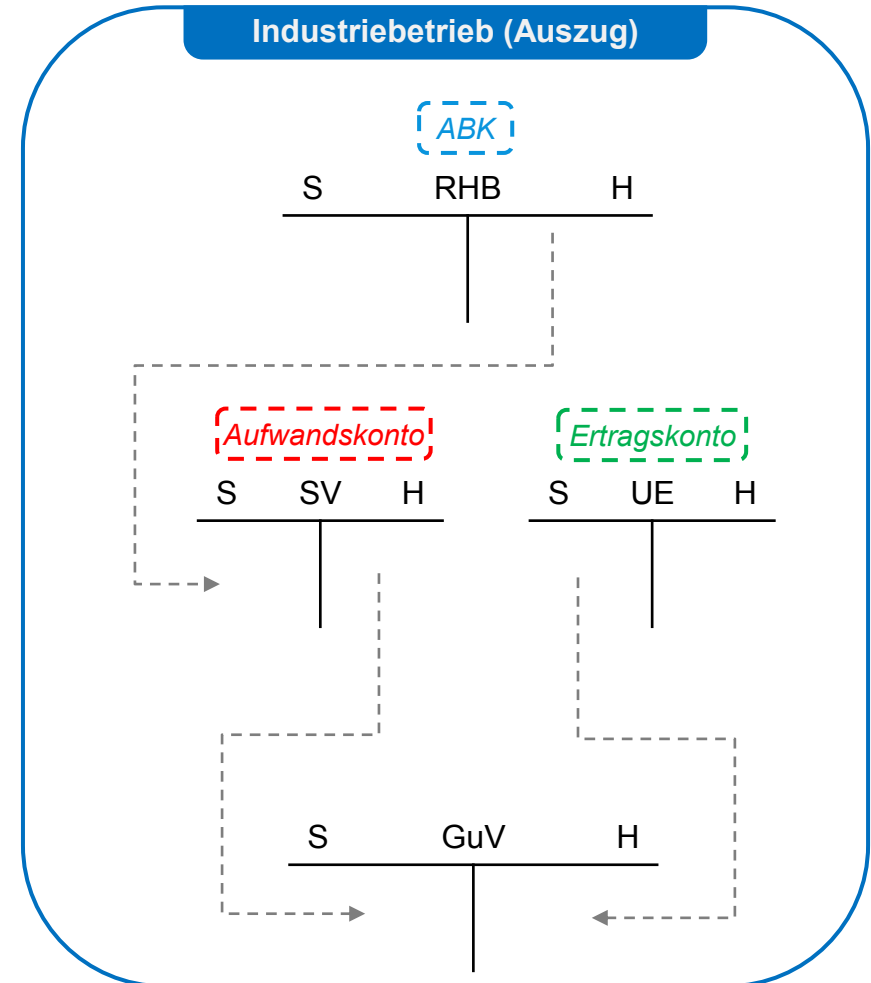 Industriebetrieb (Auszug)
ABK
S RHB H
Aufwandskonto
Ertragskonto
S SV H
S UE H
S GuV H